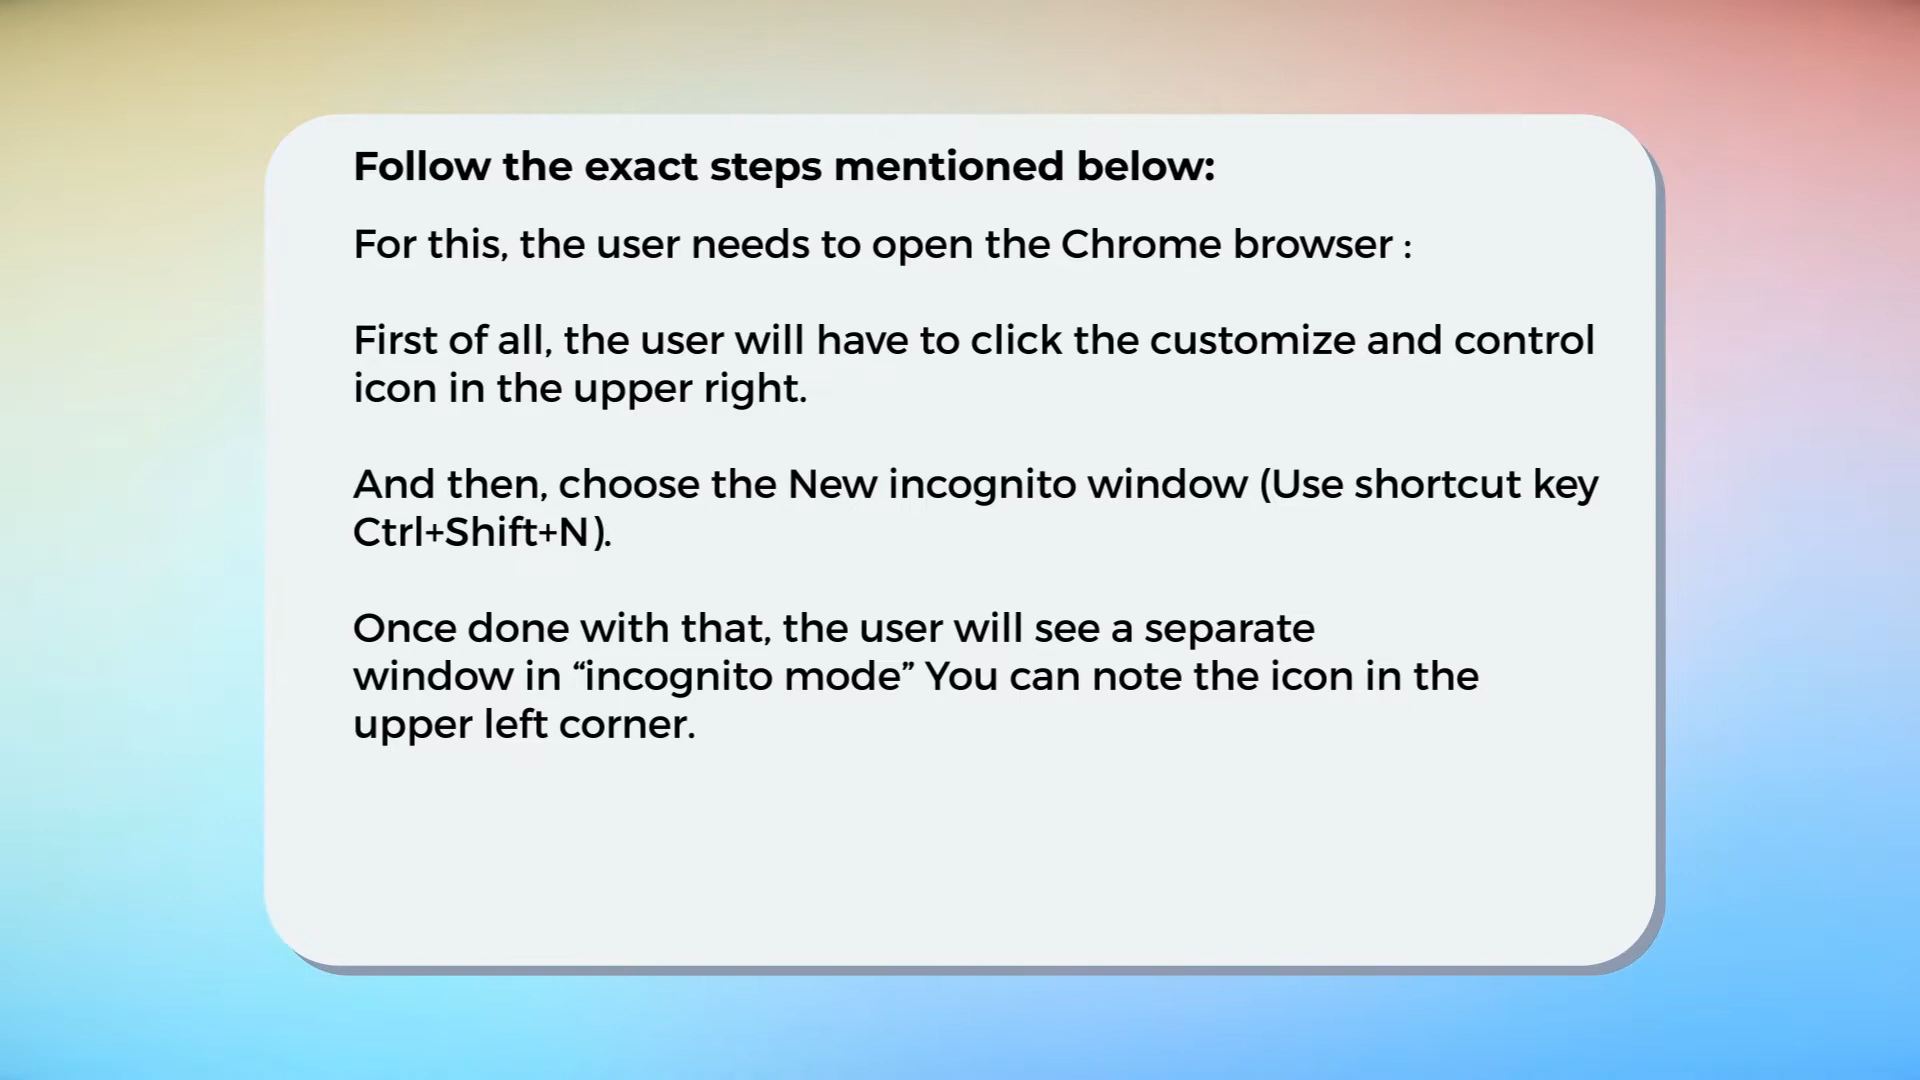 Follow the exact steps mentioned below:
For this, the user needs to open the Chrome browser :
First of all, the user will have to click the customize and control
icon in the upper right.
And then, choose the New incognito window (Use shortcut key
Ctrl+Shift+N).
Once done with that, the user will see a separate
window in “incognito mode” You can note the icon in the
upper left corner.